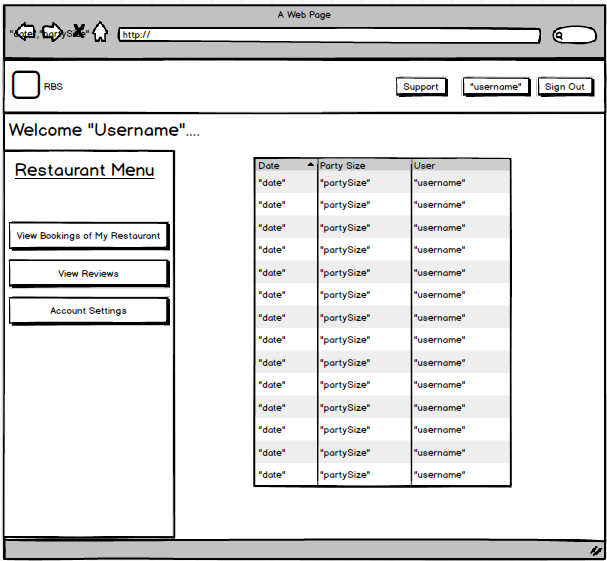 A Web Page
"date","partySize"
http://
RBS
Support
"username"
Sign Out
Welcome "Username"....
Restaurant Menu
View Bookings of My Restaurant
View Reviews
Account Settings
Date Party Size User
"date" "partySize" "username"
"date" "partySize" "username"
"date" "partySize" "username"
"date" "partySize" "username"
"date" "partySize" "username"
"date" "partySize" "username"
"date" "partySize" "username"
"date" "partySize" "username"
"date" "partySize" "username"
"date" "partySize" "username"
"date" "partySize" "username"
"date" "partySize" "username"
"date" "partySize" "username"
"date" "partySize" "username"